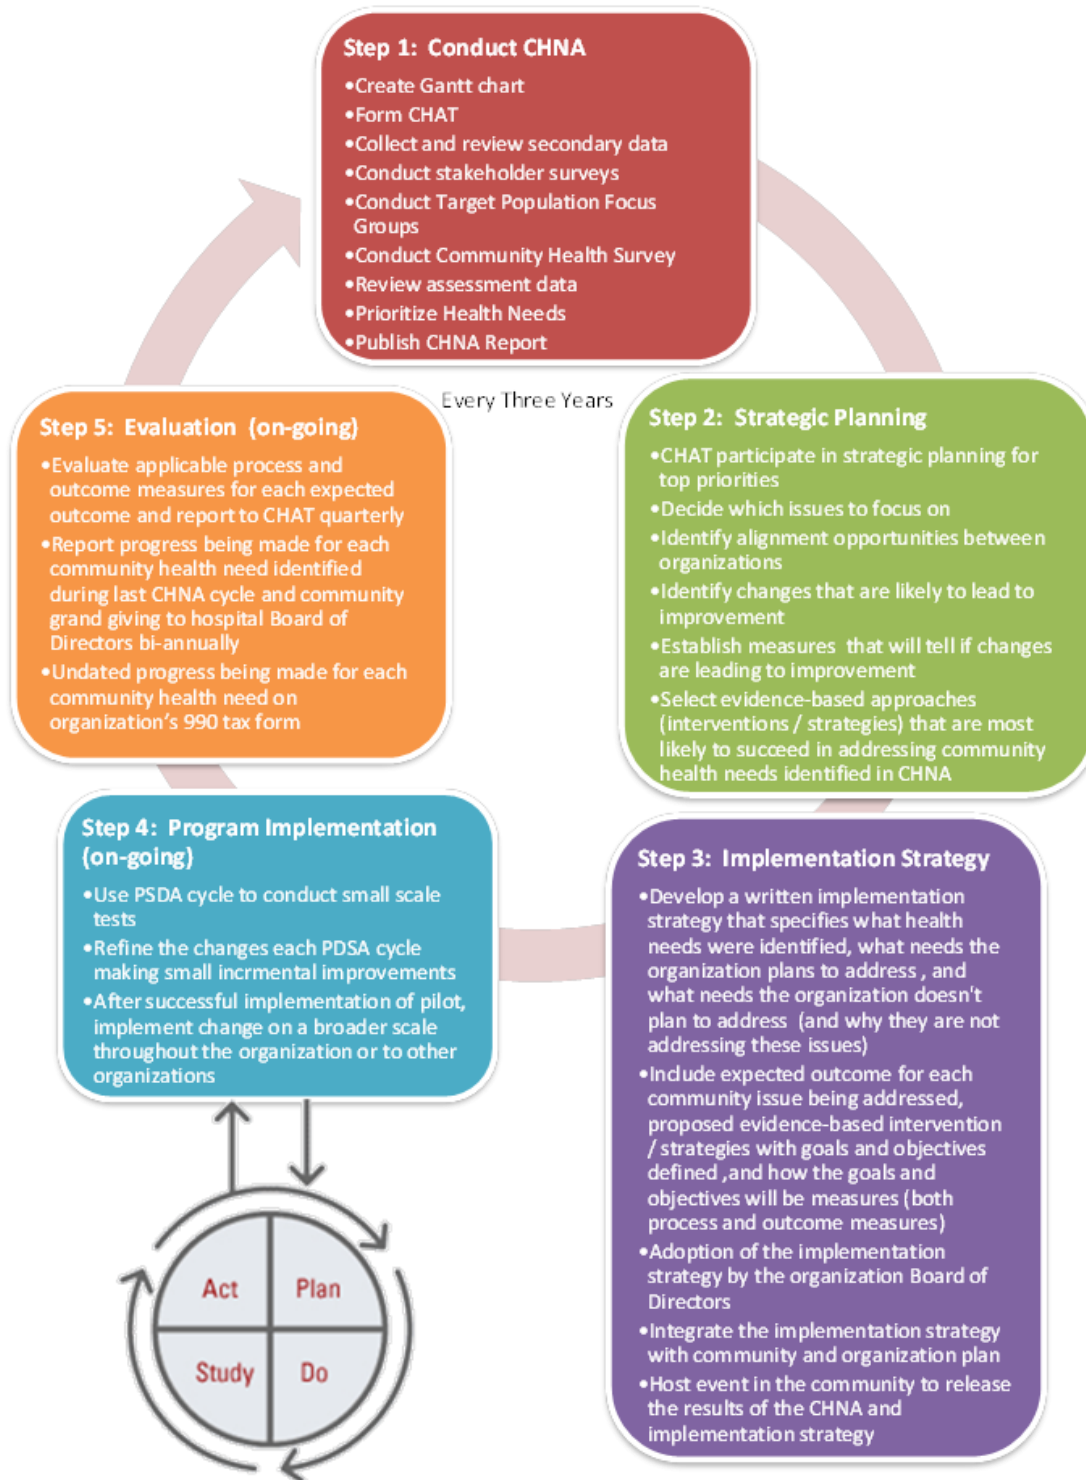 Step 1:  Conduct CHNA
•Create Gantt chart
•Form CHAT
•Collect and review secondary data
•Conduct stakeholder surveys
•Conduct Target Population Focus
Groups
•Conduct Community Health Survey
•Review assessment data
•Prioritize Health Needs
•Publish CHNA Report
Every Three Years
Step 2:  Strategic Planning
•CHAT participate in strategic planning for
top priorities
•Decide which issues to focus on
•Identify alignment opportunities between
organizations
•Identify changes that are likely to lead to
improvement
•Establish measures  that will tell if changes
are leading to improvement
•Select evidence-based approaches
(interventions / strategies) that are most
likely to succeed in addressing community
health needs identified in CHNA
Step 3:  Implementation Strategy
•Develop a written implementation
strategy that specifies what health
needs were identified, what needs the
organization plans to address , and
what needs the organization doesn't
plan to address  (and why they are not
addressing these issues)
•Include expected outcome for each
community issue being addressed,
proposed evidence-based intervention
/ strategies with goals and objectives
defined ,and how the goals and
objectives will be measures (both
process and outcome measures)
•Adoption of the implementation
strategy by the organization Board of
Directors
•Integrate the implementation strategy
with community and organization plan
•Host event in the community to release
the results of the CHNA and
implementation strategy
Step 4:  Program Implementation
(on-going)
•Use PSDA cycle to conduct small scale
tests
•Refine the changes each PDSA cycle
making small incrmental improvements
•After successful implementation of pilot,
implement change on a broader scale
throughout the organization or to other
organizations
Step 5:  Evaluation  (on-going)
•Evaluate applicable process and
outcome measures for each expected
outcome and report to CHAT quarterly
•Report progress being made for each
community health need identified
during last CHNA cycle and community
grand giving to hospital Board of
Directors bi-annually
•Undated progress being made for each
community health need on
organization's 990 tax form
Act
Plan
Study
Do